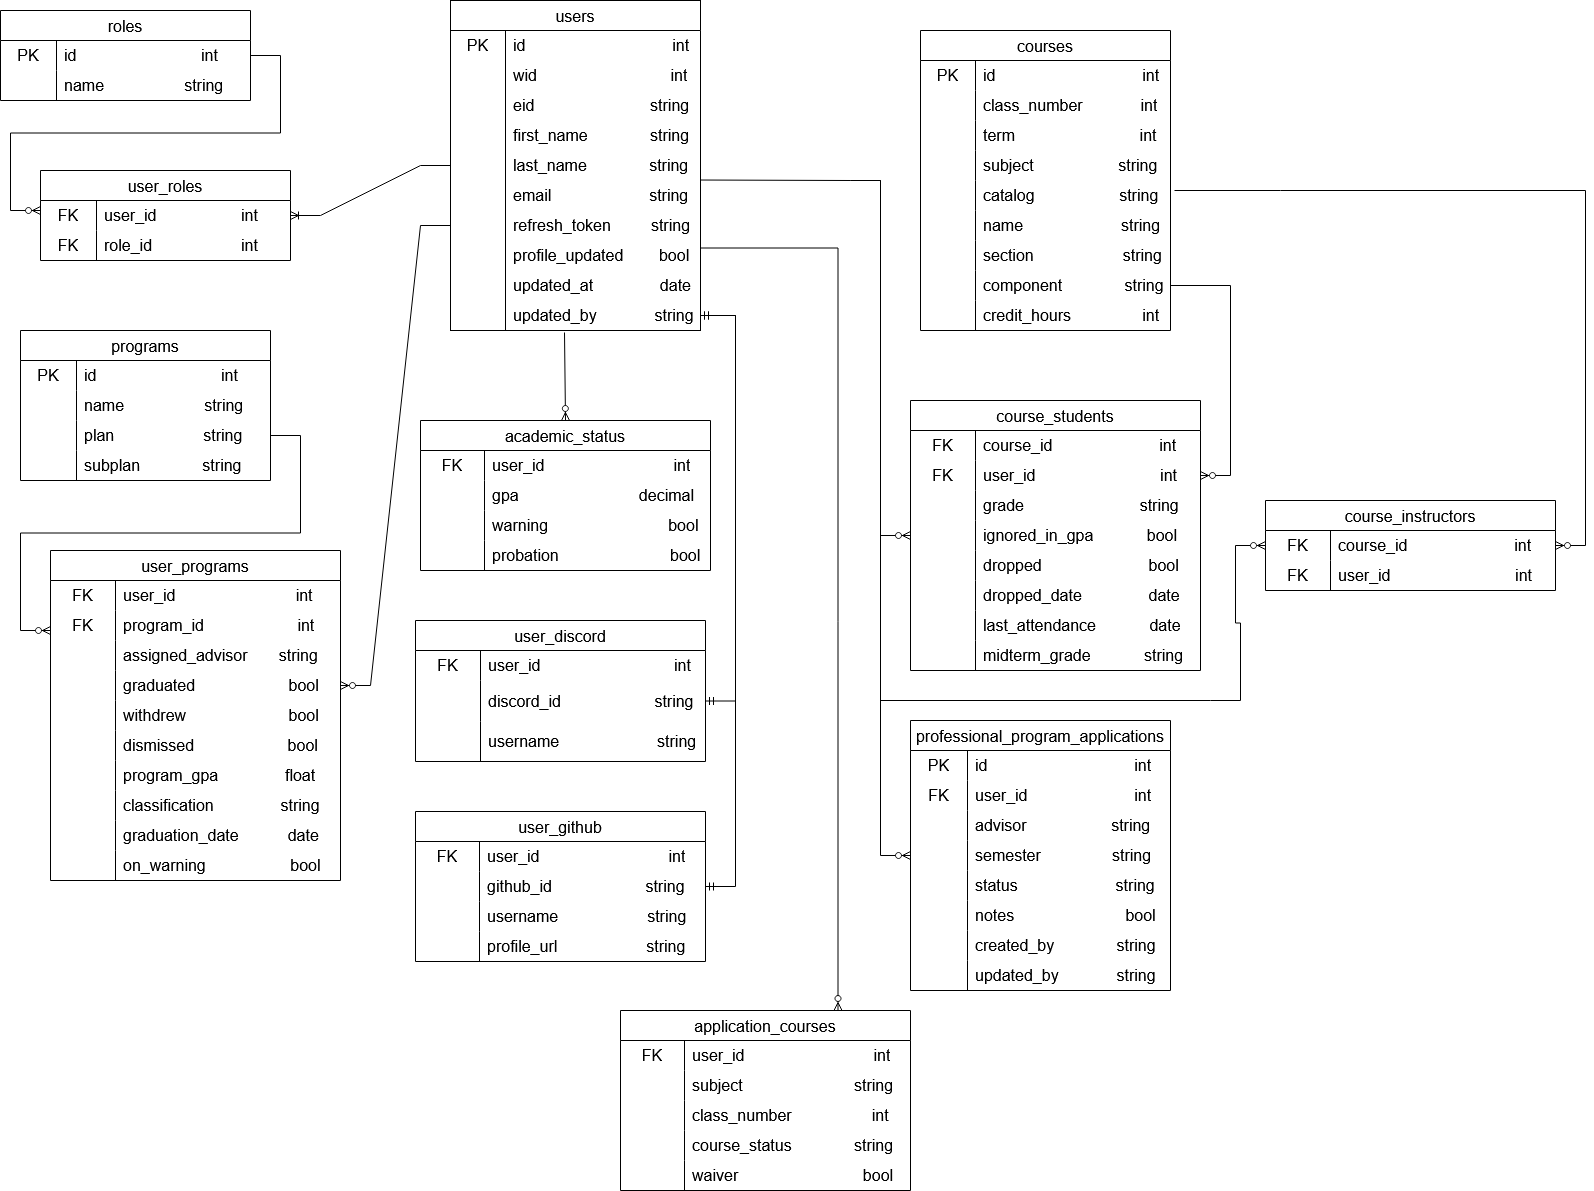 roles
PK id int
name string
user_roles
FK user_id int
FK role_id int
programs
PK id int
name string
plan string
subplan string
user_programs
FK user_id int
FK program_id int
assigned_advisor string
graduated bool
withdrew bool
dismissed bool
program_gpa float
classification string
graduation_date date
on_warning bool
users
PK id int
wid int
eid string
first_name string
last_name string
email string
refresh_token string
profile_updated bool
updated_at date
updated_by string
academic_status
FK user_id int
gpa decimal
warning bool
probation bool
user_discord
FK user_id int
discord_id string
username string
user_github
FK user_id int
github_id string
username string
profile_url string
application_courses
FK user_id int
subject string
class_number int
course_status string
waiver bool
courses
PK id int
class_number int
term int
subject string
catalog string
name string
section string
component string
credit_hours int
course_students
FK course_id int
FK user_id int
grade string
ignored_in_gpa bool
dropped bool
dropped_date date
last_attendance date
midterm_grade string
professional_program_applications
PK id int
FK user_id int
advisor string
semester string
status string
notes bool
created_by string
updated_by string
course_instructors
FK course_id int
FK user_id int